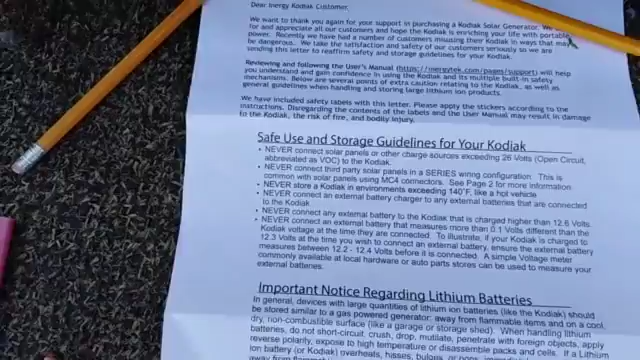 Dear Inergy Kodiak Customer,
We want to thank you again for your support in purchasing a Kodiak Solar Generator. We
for and appreciate all our customers and hope the Kodiak is enriching your life with portable
power. Recently we have had a number of customers misusing their Kodiak in ways that may
be dangerous. We take the satisfaction and safety of our customers seriously so we are
sending this letter to reaffirm safety and storage guidelines for your Kodiak.
Reviewing and following the User's Manual (https://inergytek.com/pages/support) will help
you understand and gain confidence in using the Kodiak and its multiple built-in safety
mechanisms. Below are several points of extra caution relating to the Kodiak, as well as
general guidelines when handling and storing large lithium ion products.
We have included safety labels with this letter. Please apply the stickers according to the
instructions. Disregarding the contents of the labels and the User Manual may result in damage
to the Kodiak, the risk of fire, and bodily injury.
Safe Use and Storage Guidelines for Your Kodiak
• NEVER connect solar panels or other charge sources exceeding 26 Volts (Open Circuit,
abbreviated as VOC) to the Kodiak.
• NEVER connect third party solar panels in a SERIES wiring configuration. This is
common with solar panels using MC4 connectors. See Page 2 for more information.
• NEVER store a Kodiak in environments exceeding 140°F, like a hot vehicle
• NEVER connect an external battery charger to any external batteries that are connected
to the Kodiak.
• NEVER connect any external battery to the Kodiak that is charged higher than 12.6 Volts.
• NEVER connect an external battery that measures more than 0.1 Volts different than the
Kodiak voltage at the time they are connected. To illustrate, if your Kodiak is charged to
12.3 Volts at the time you wish to connect an external battery, ensure the external battery
measures between 12.2 - 12.4 Volts before it is connected. A simple Voltage meter
commonly available at local hardware or auto parts stores can be used to measure your
external batteries.
Important Notice Regarding Lithium Batteries
In general, devices with large quantities of lithium ion batteries (like the Kodiak) should
be stored similar to a gas powered generator: away from flammable items and on a cool,
dry, non-combustible surface (like a garage or storage shed). When handling lithium
batteries, do not short-circuit, crush, drop, mutilate, penetrate with foreign objects, apply
reverse polarity, expose to high temperature or disassemble packs and cells. If a Lithium
ion battery (or Kodiak) overheats, hisses, bulges,
away from